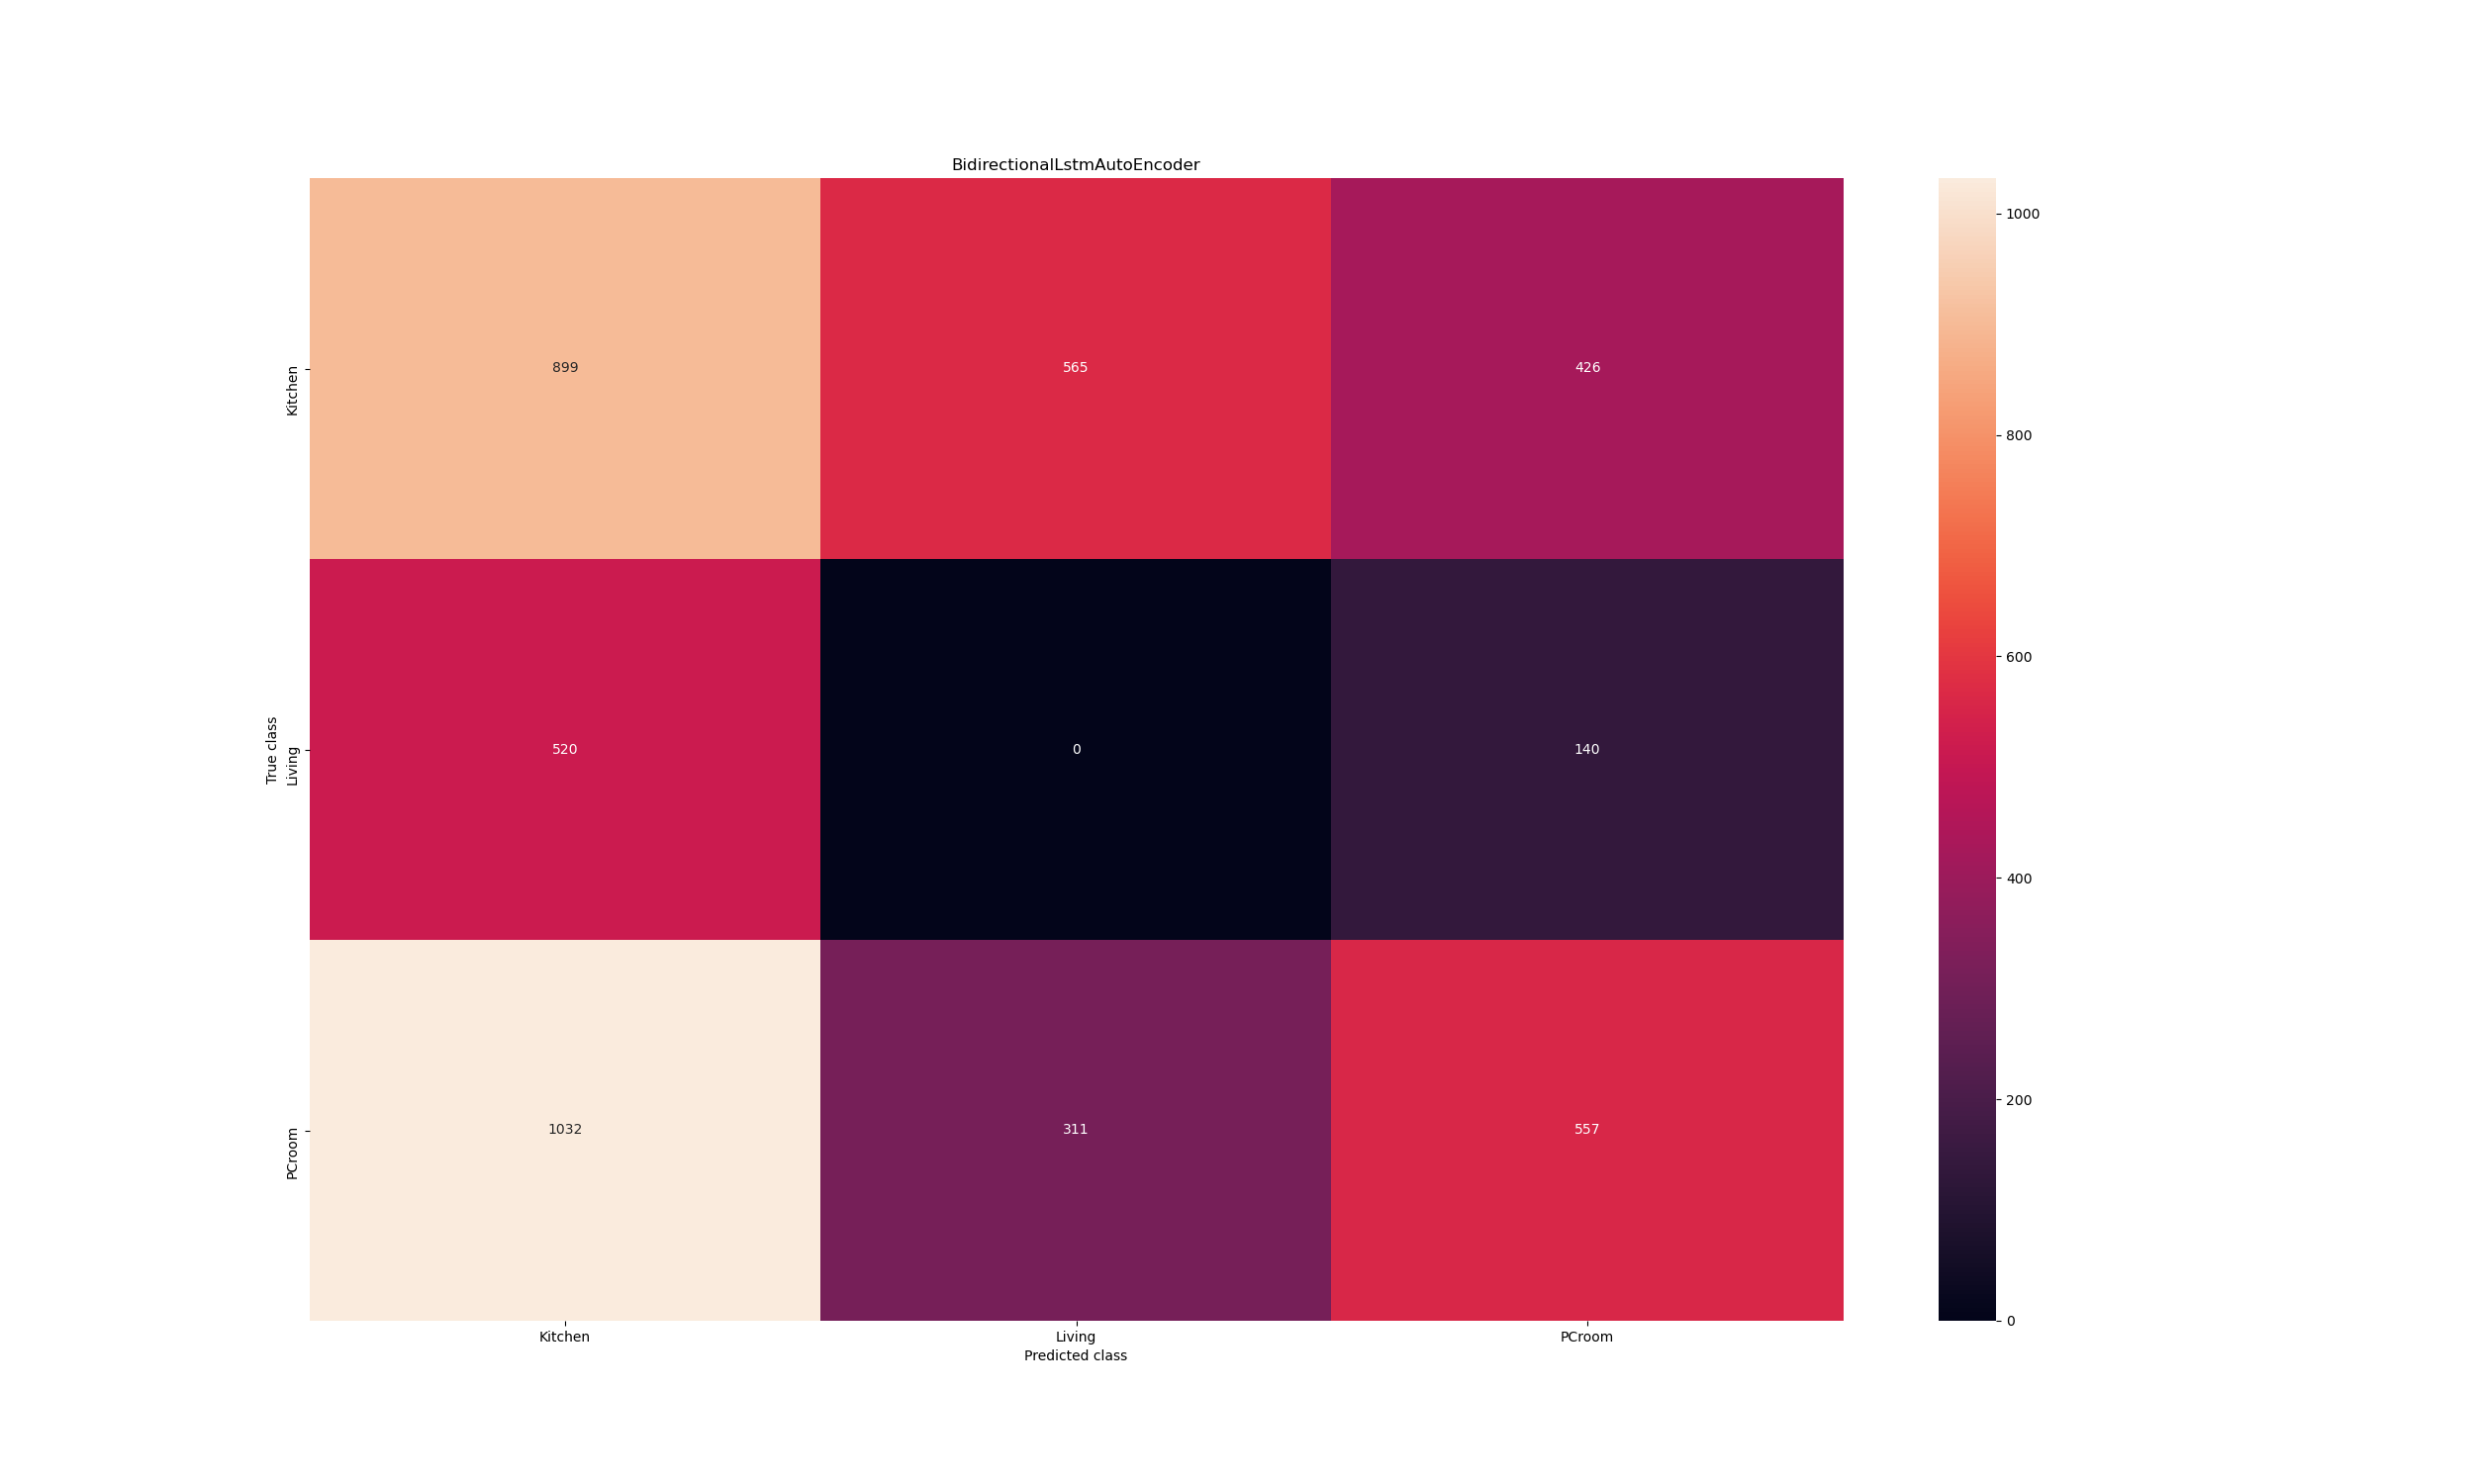 BidirectionalLstmAutoEncoder
1000
800
600
400
200
0
True class
Kitchen
899 565 426
Living
520 0 140
PCroom
1032 311 557
Kitchen Living PCroom
Predicted class